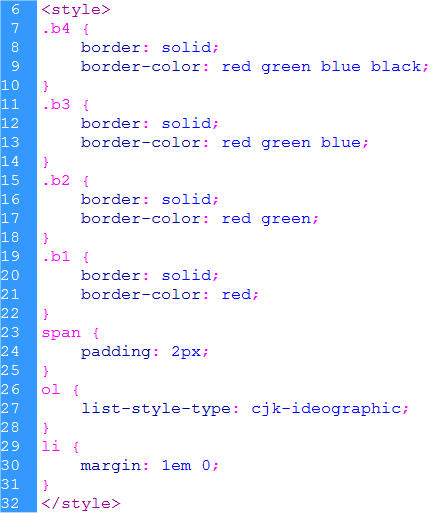 6 <style>
7 .b4 {
8     border: solid;
9     border-color: red green blue black;
10 }
11 .b3 {
12     border: solid;
13     border-color: red green blue;
14 }
15 .b2 {
16     border: solid;
17     border-color: red green;
18 }
19 .b1 {
20     border: solid;
21     border-color: red;
22 }
23 span {
24     padding: 2px;
25 }
26 ol {
27     list-style-type: cjk-ideographic;
28 }
29 li {
30     margin: 1em 0;
31 }
32 </style>